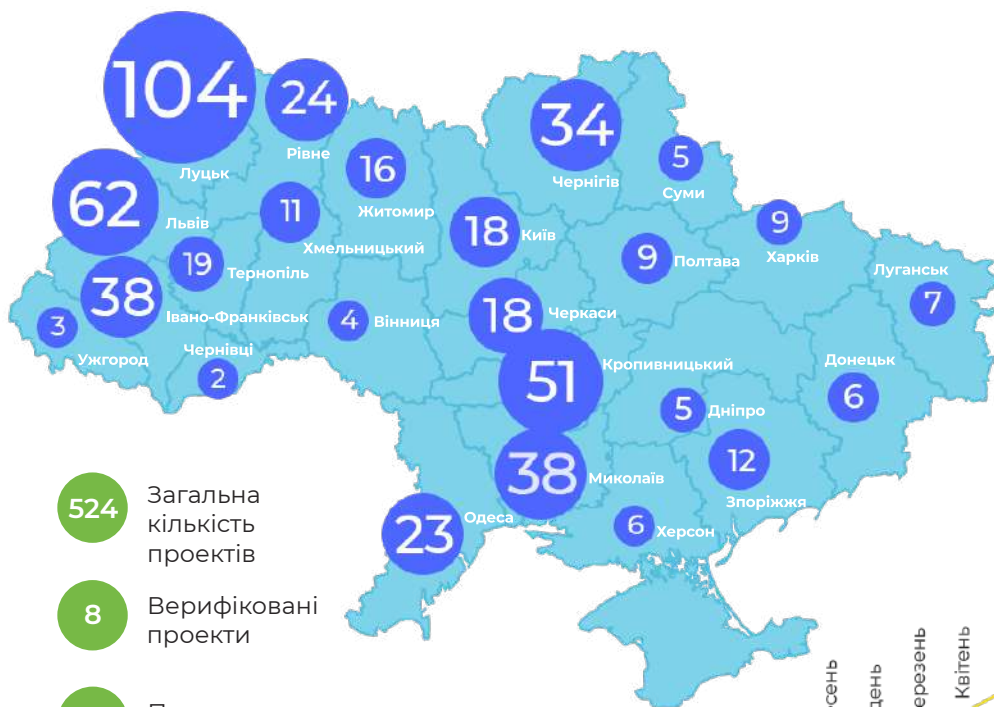 104
Луцьк
24
Рівне
34
Чернігів
5
Суми
16
Житомир
62
Львів
11
Хмельницький
18
Київ
9
Полтава
9
Харків
Луганськ
7
19
Тернопіль
38
Івано-Франківськ
3
Ужгород
Чернівці
2
4
Вінниця
18
Черкаси
51
Кропивницький
Донецьк
6
5
Дніпро
12
Зпоріжжя
38
Миколаїв
23
Одеса
6
Херсон
524
Загальна
кількість
проектів
8
Верифіковані
проекти
Квітень